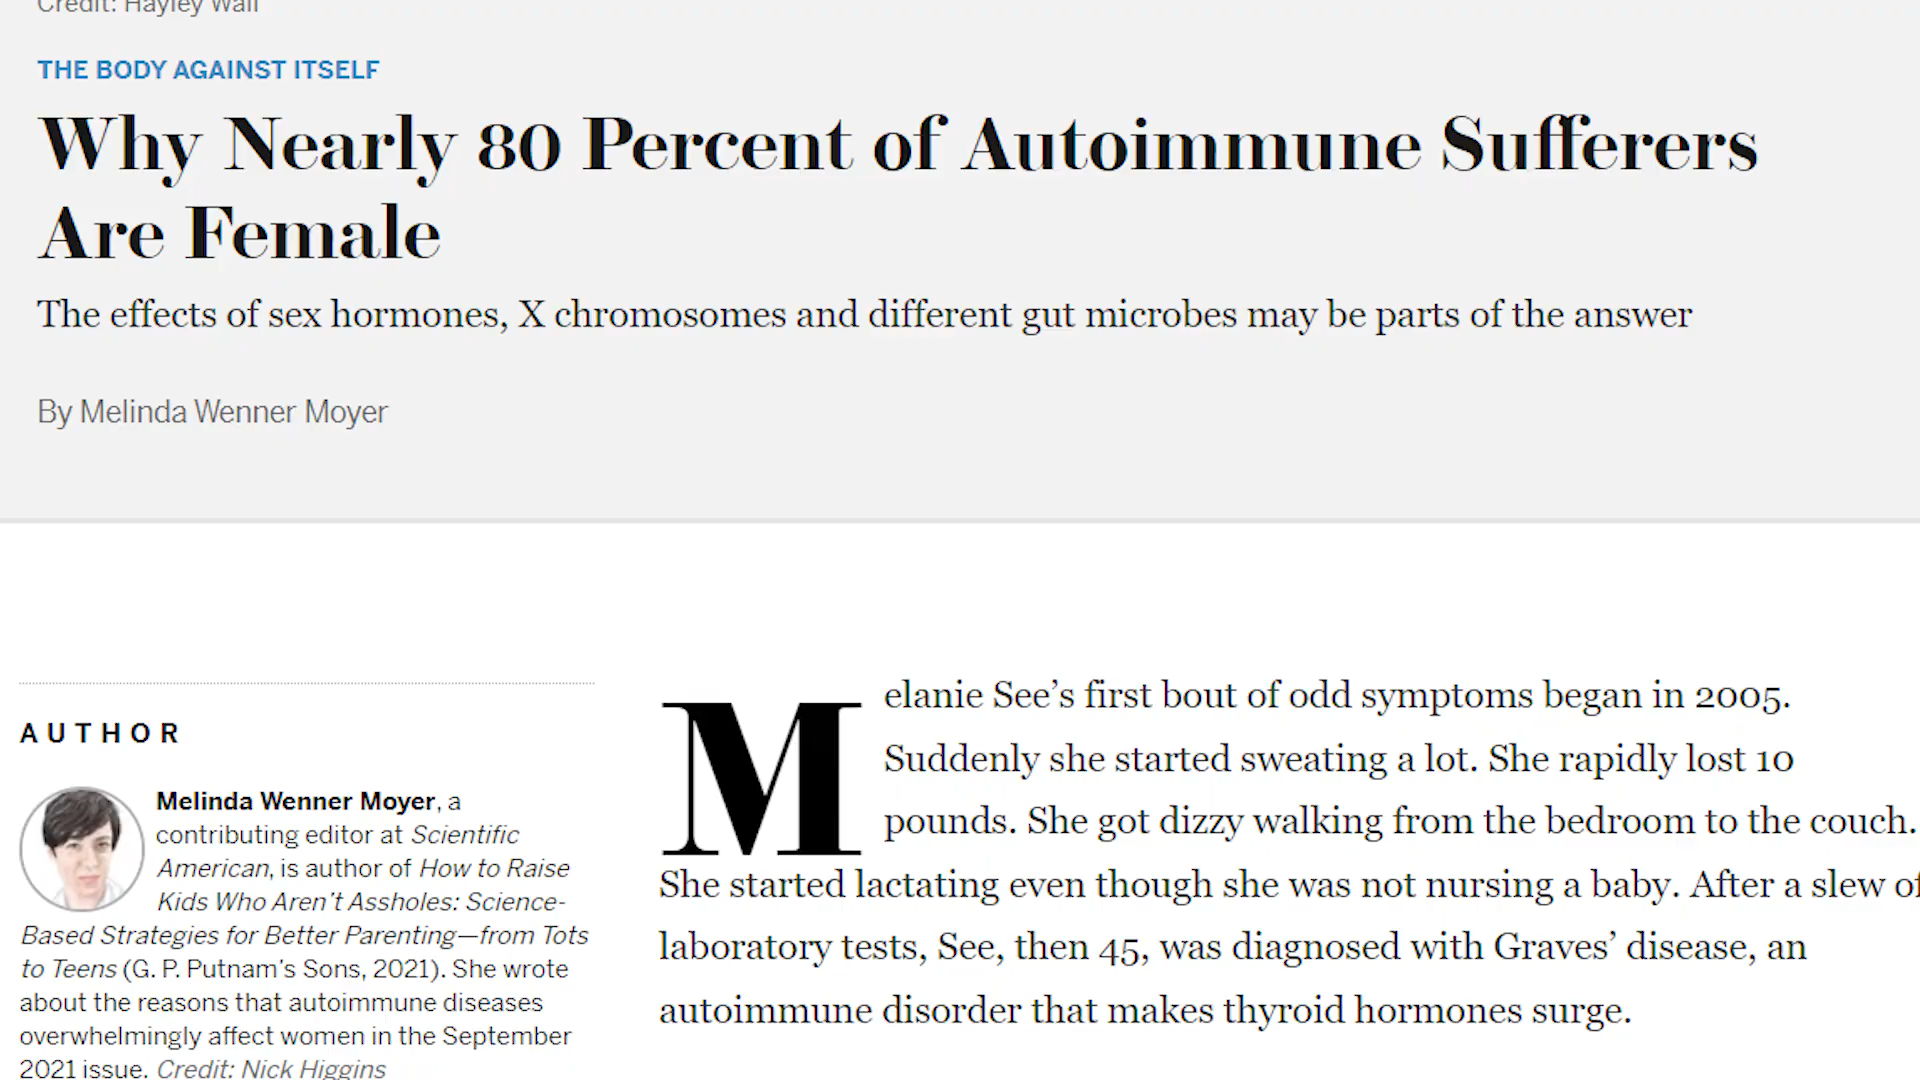 Credit: Hayley Wall
THE BODY AGAINST ITSELF
Why Nearly 80 Percent of Autoimmune Sufferers
Are Female
The effects of sex hormones, X chromosomes and different gut microbes may be parts of the answer
By Melinda Wenner Moyer
AUTHOR
Melinda Wenner Moyer, a
contributing editor at Scientific
American, is author of How to Raise
Kids Who Aren't Assholes: Science-
Based Strategies for Better Parenting—from Tots
to Teens (G. P. Putnam's Sons, 2021). She wrote
about the reasons that autoimmune diseases
overwhelmingly affect women in the September
2021 issue. Credit: Nick Higgins
Melanie See’s first bout of odd symptoms began in 2005.
Suddenly she started sweating a lot. She rapidly lost 10
pounds. She got dizzy walking from the bedroom to the couch.
She started lactating even though she was not nursing a baby. After a slew of
laboratory tests, See, then 45, was diagnosed with Graves’ disease, an
autoimmune disorder that makes thyroid hormones surge.